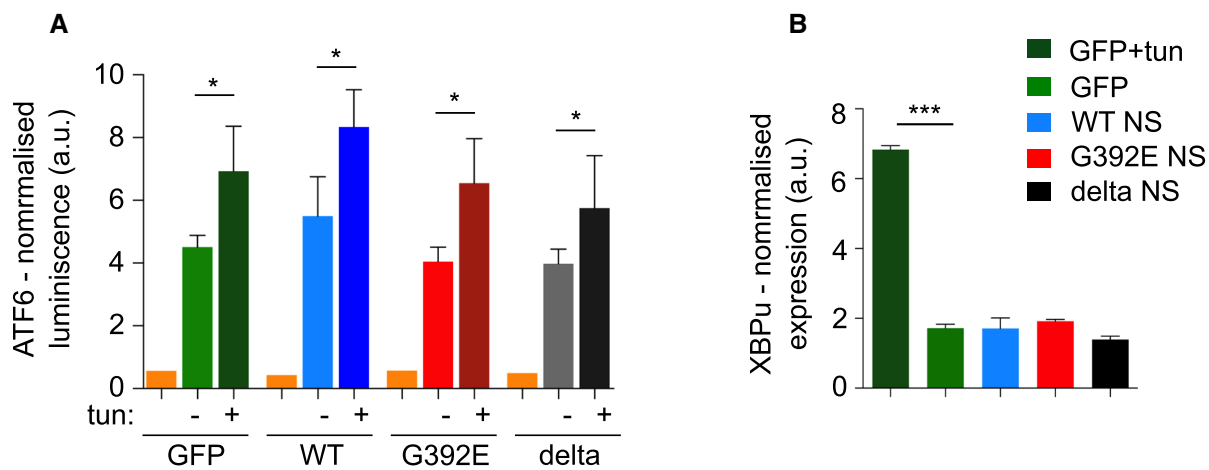 A
ATF6 - nomrmalised
luminiscence (a.u.)
10
8
6
4
2
0
*
*
*
*
tun:
- +
- +
- +
- +
GFP
WT
G392E
delta
B
XBPu - nomrmalised
expression (a.u.)
8
6
4
2
0
***
GFP+tun
GFP
WT NS
G392E NS
delta NS